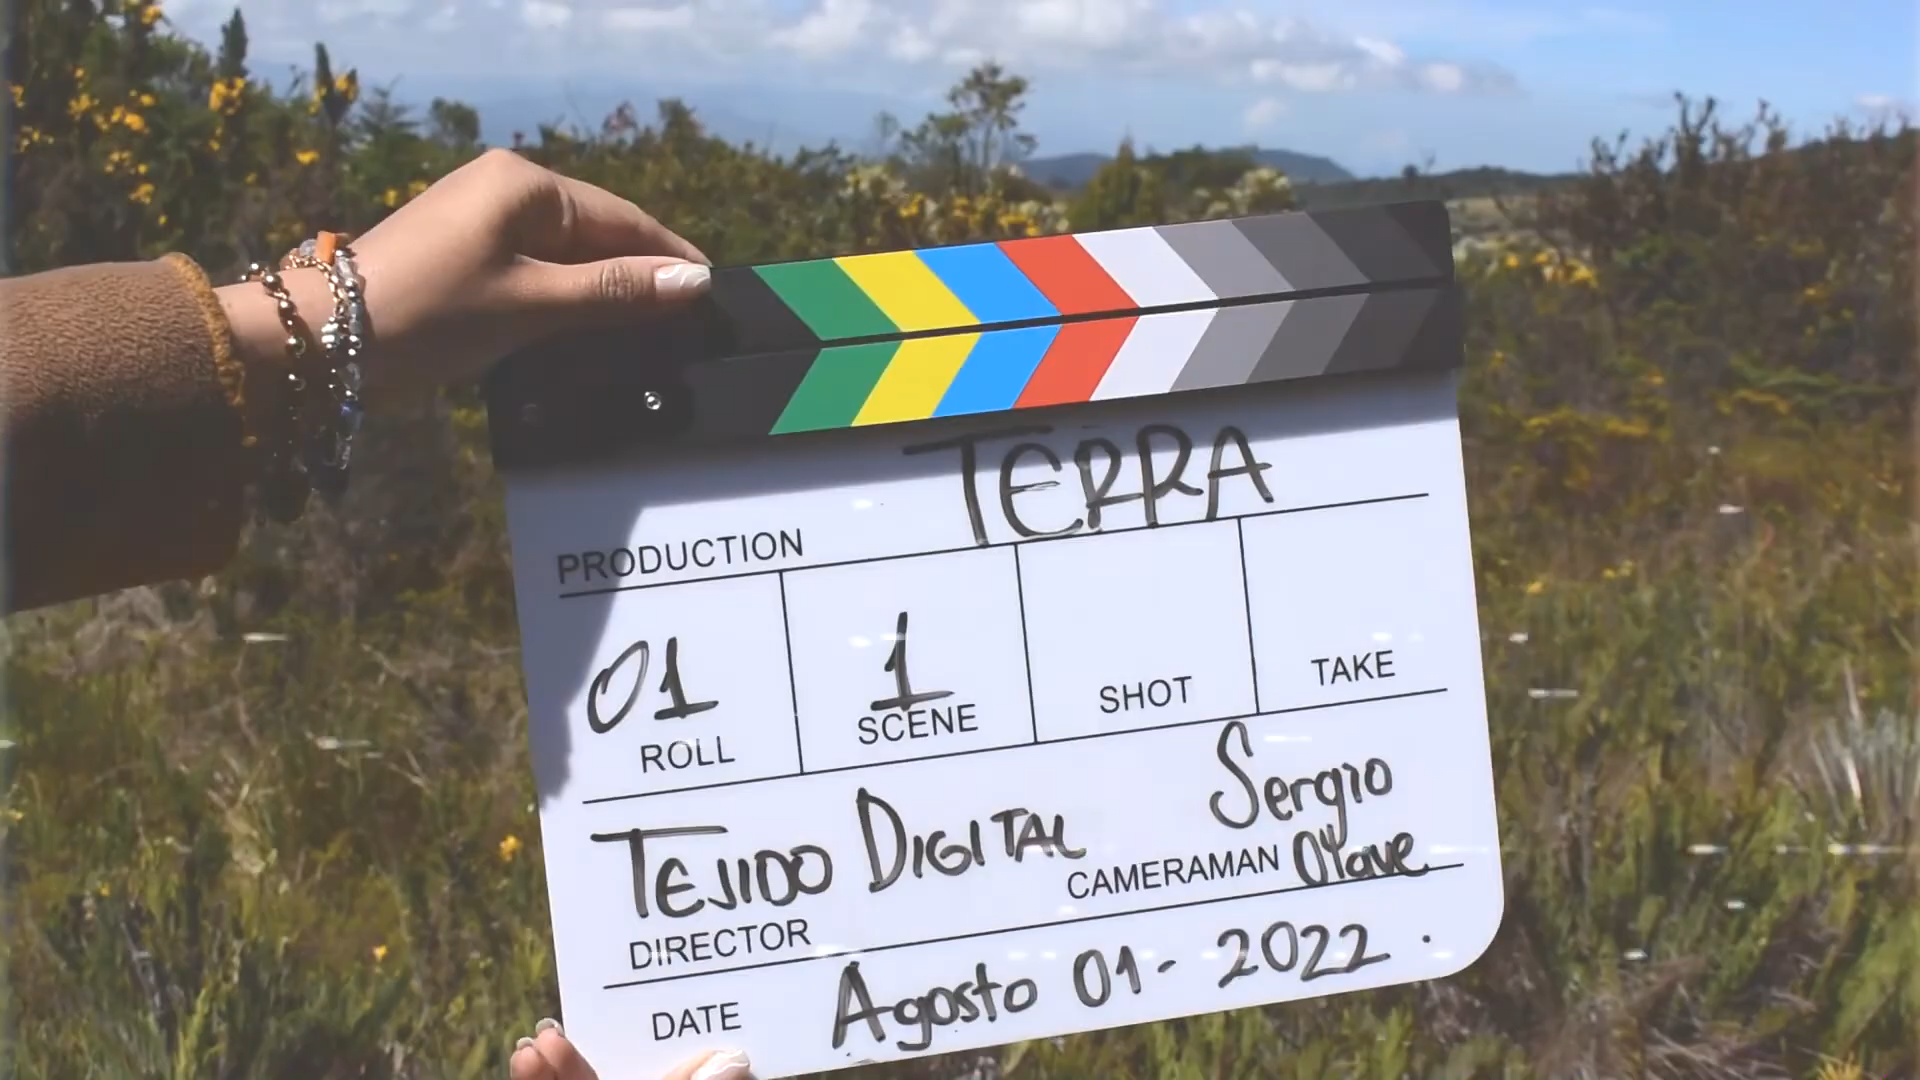 TERRA
PRODUCTION
01 1
ROLL SCENE SHOT TAKE
TEJIDO DIGITAL Sergio
DIRECTOR CAMERAMAN Olave
DATE Agosto 01 - 2022.